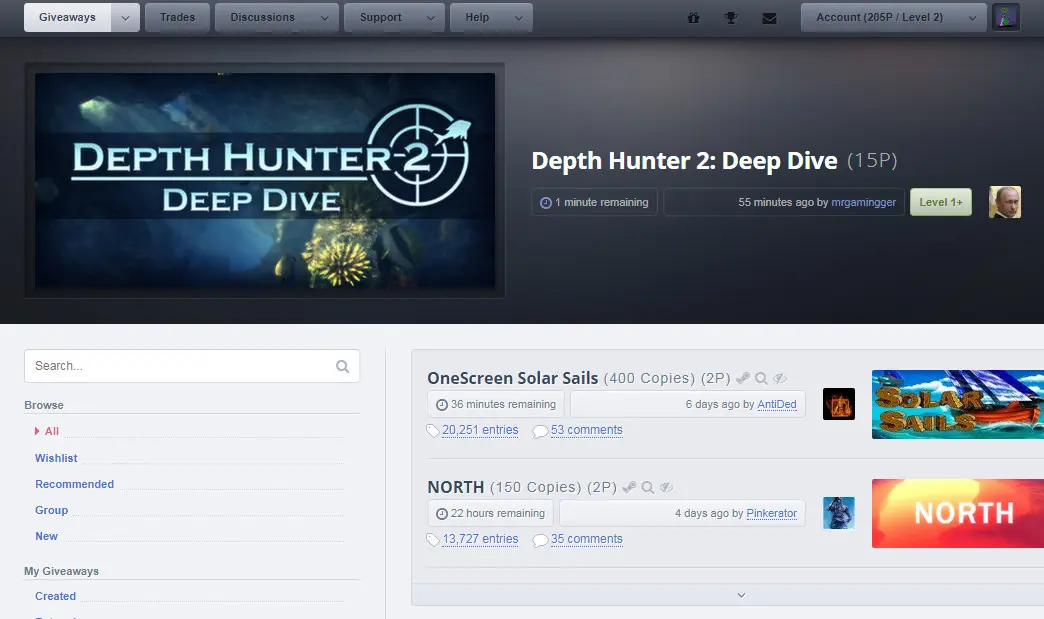 Giveaways Trades Discussions Support Help Account (205P / Level 2)
DEPTH HUNTER 2
DEEP DIVE
Depth Hunter 2: Deep Dive (15P)
1 minute remaining 55 minutes ago by mrgamingger Level 1+
Search...
Browse
All
Wishlist
Recommended
Group
New
My Giveaways
Created
OneScreen Solar Sails (400 Copies) (2P)
36 minutes remaining 6 days ago by AntiDed
20,251 entries 53 comments
SOLAR
SAILS
NORTH (150 Copies) (2P)
22 hours remaining 4 days ago by Pinkerator
13,727 entries 35 comments
NORTH